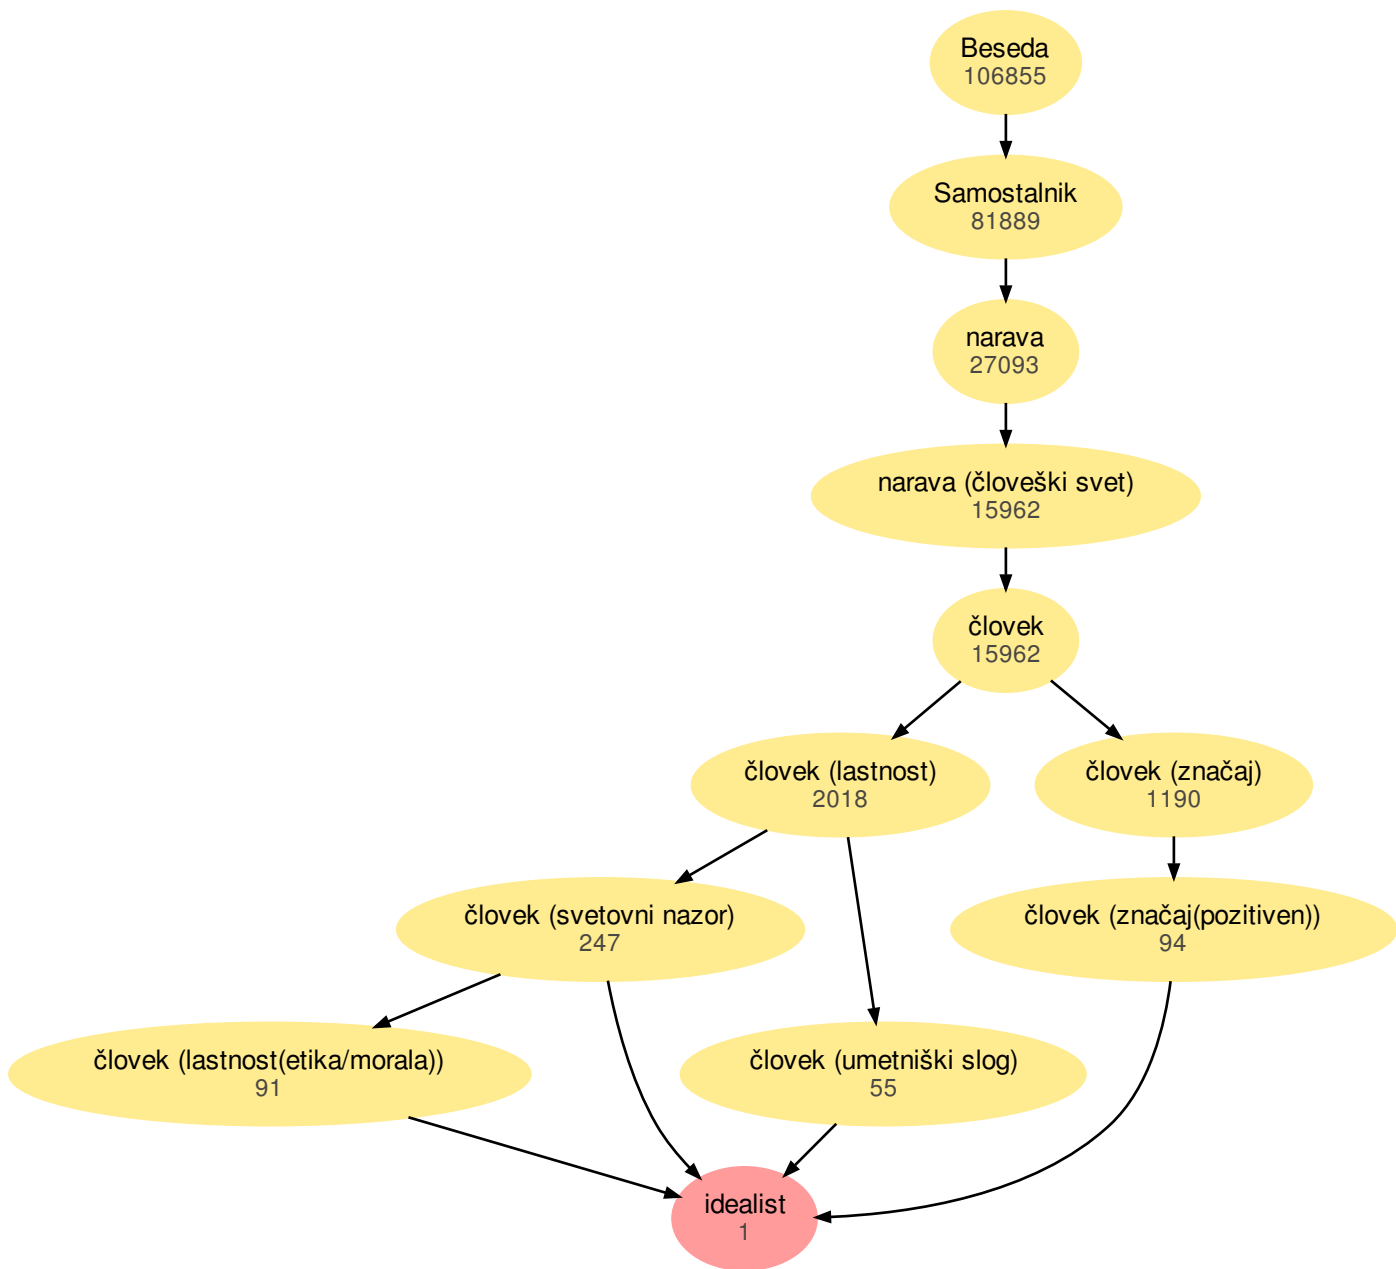 Beseda
106855
Samostalnik
81889
narava
27093
narava (človeški svet)
15962
človek
15962
človek (lastnost)
2018
človek (značaj)
1190
človek (svetovni nazor)
247
človek (značaj(pozitiven))
94
človek (lastnost(etika/morala))
91
človek (umetniški slog)
55
idealist
1